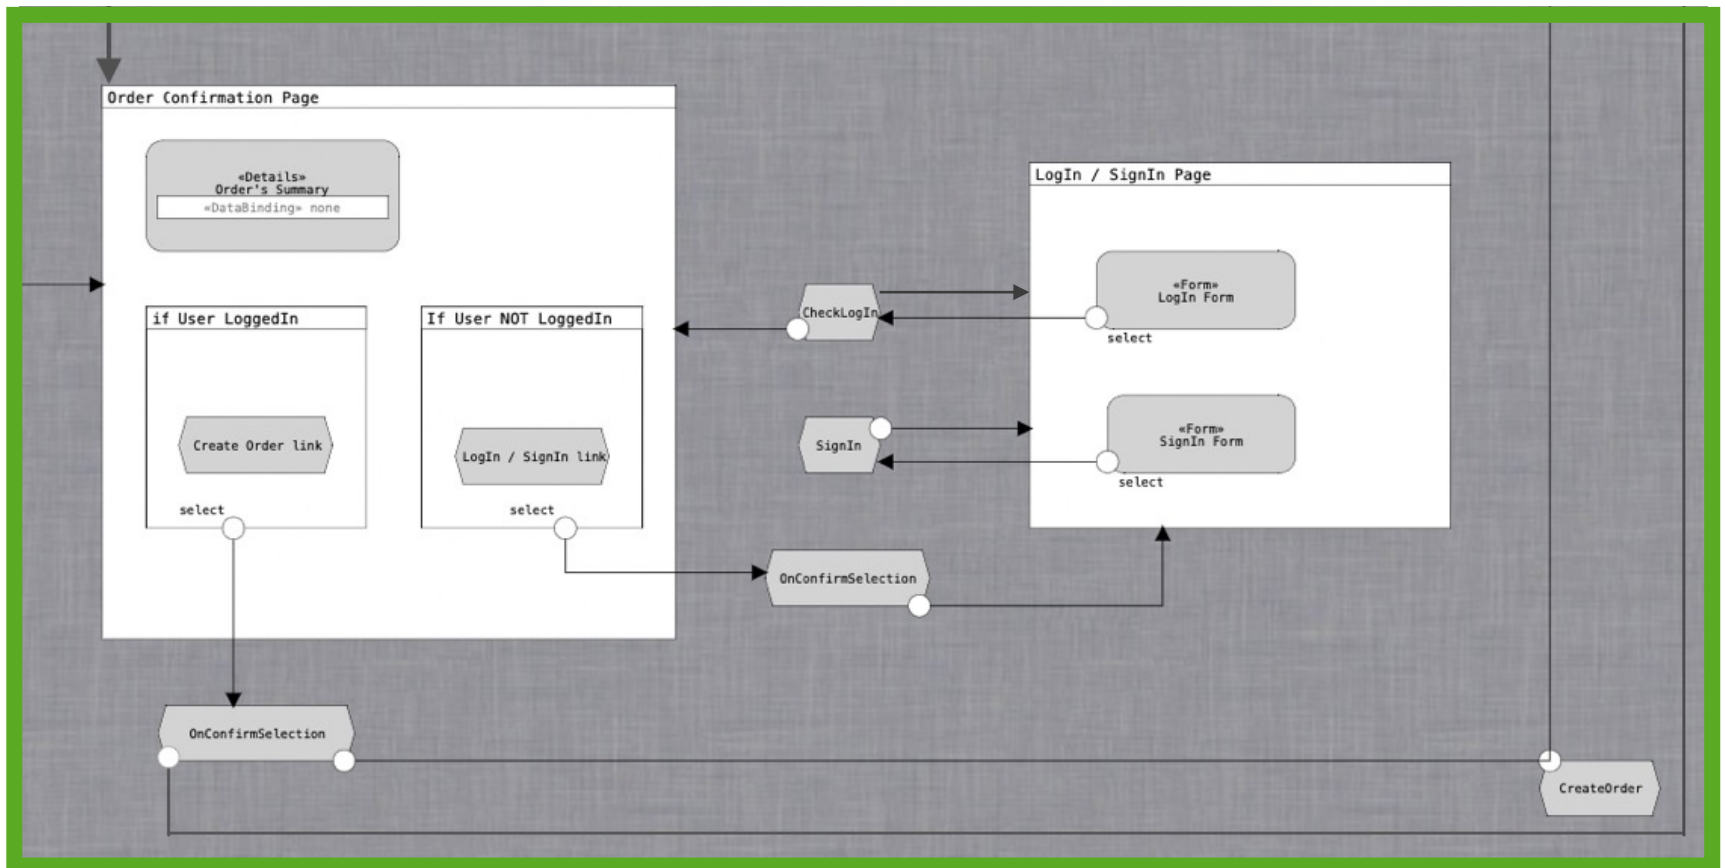 Order Confirmation Page
«Details»
Order's Summary
«DataBinding» none
if User LoggedIn
Create Order link
select
If User NOT LoggedIn
LogIn / SignIn link
select
CheckLogIn
SignIn
OnConfirmSelection
LogIn / SignIn Page
«Form»
LogIn Form
select
«Form»
SignIn Form
select
OnConfirmSelection
CreateOrder